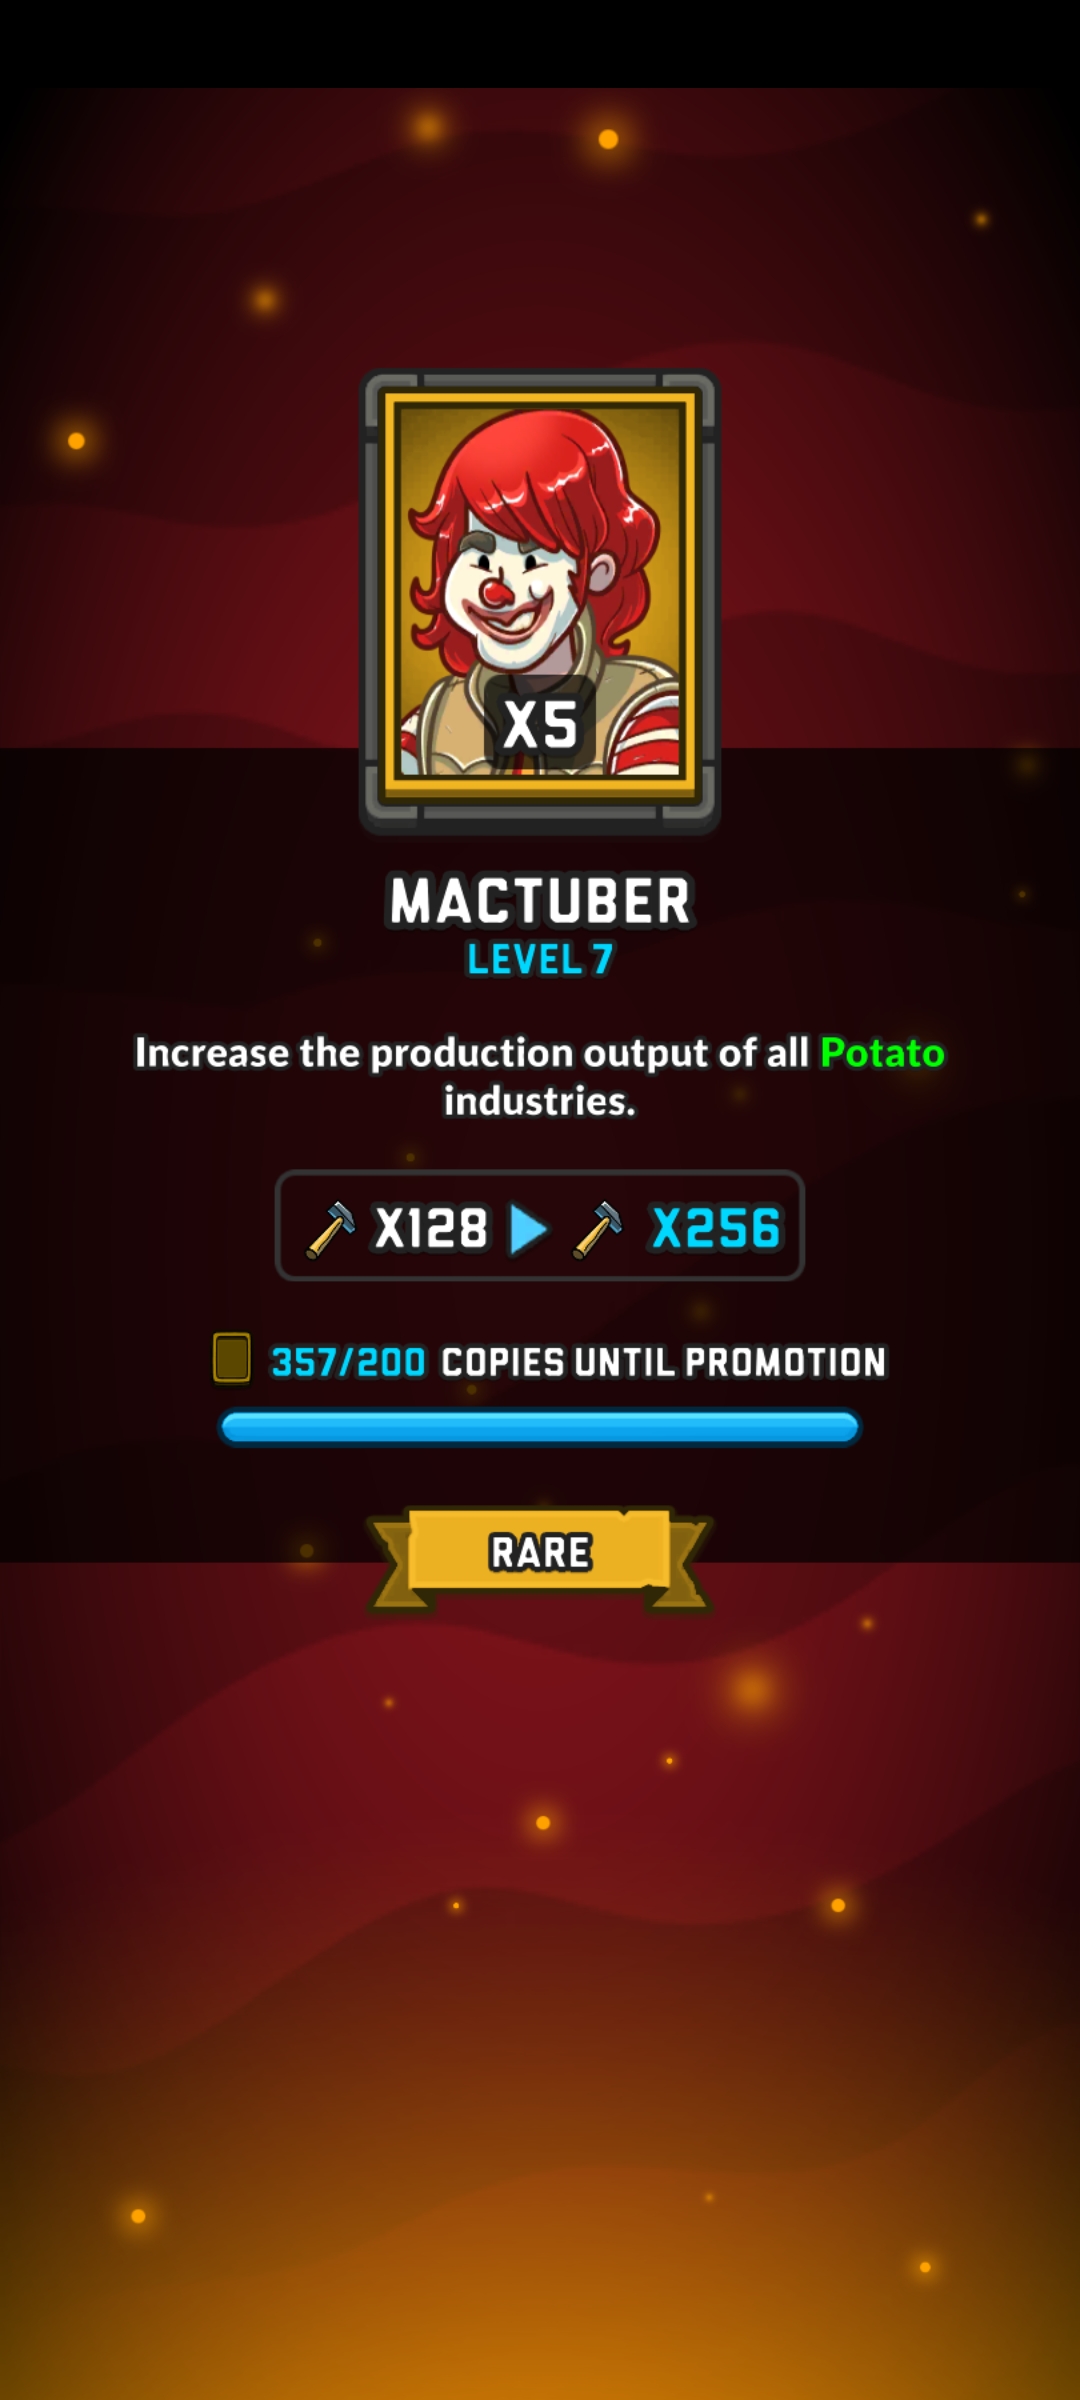 X5
MACTUBER
LEVEL 7
Increase the production output of all Potato
industries.
X128 X256
357/200 COPIES UNTIL PROMOTION
RARE